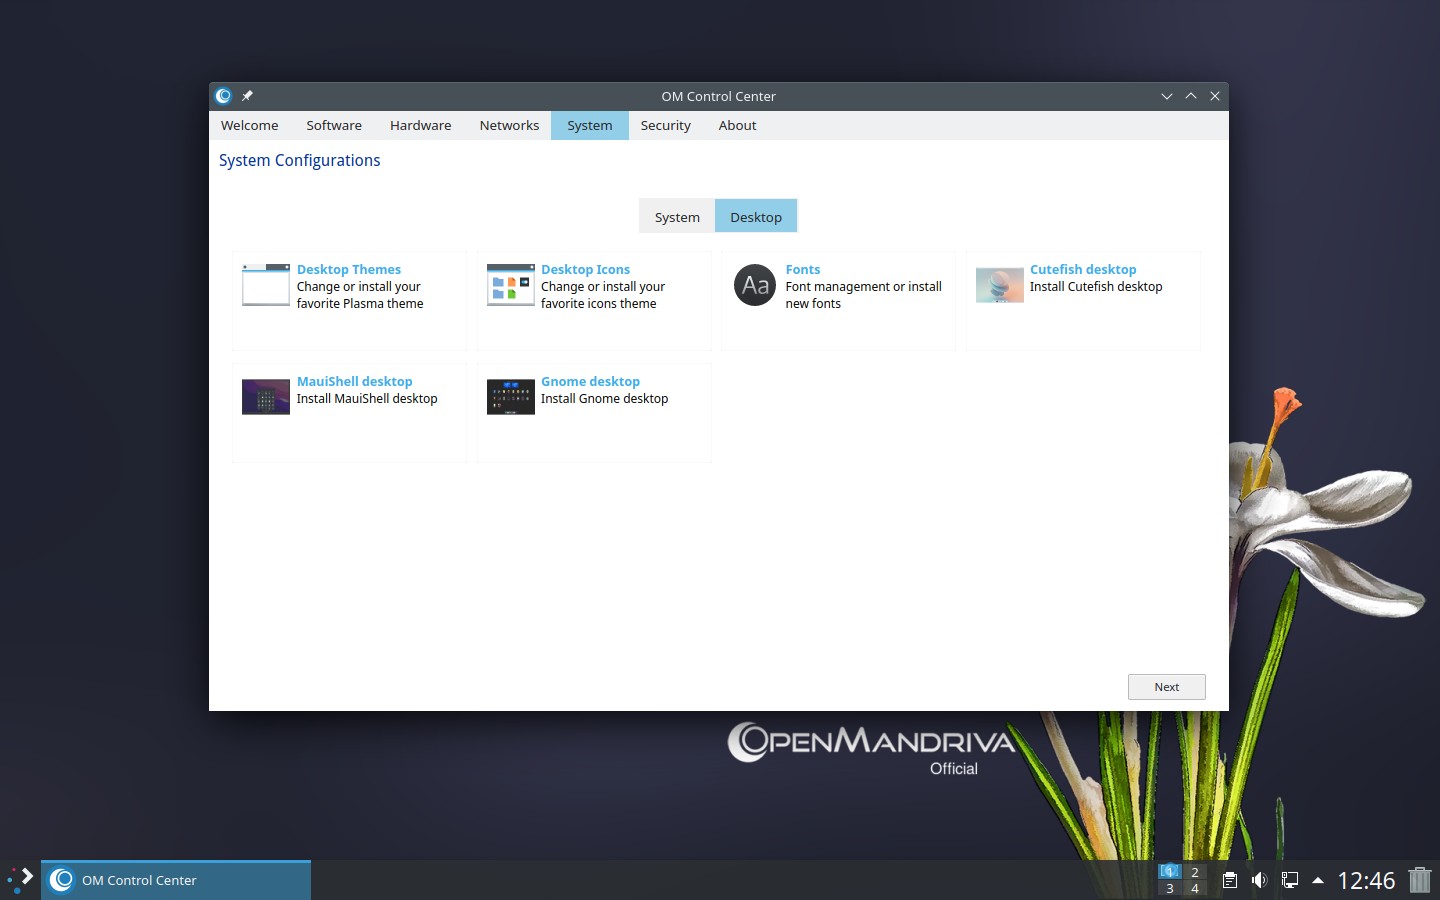 OM Control Center
Welcome Software Hardware Networks System Security About
System Configurations
System Desktop
Desktop Themes
Change or install your
favorite Plasma theme
Desktop Icons
Change or install your
favorite icons theme
Fonts
Font management or install
new fonts
Aa
Cutefish desktop
Install Cutefish desktop
MauiShell desktop
Install MauiShell desktop
Gnome desktop
Install Gnome desktop
Next
OPENMANDRIVA
Official
OM Control Center
1 2
3 4
12:46